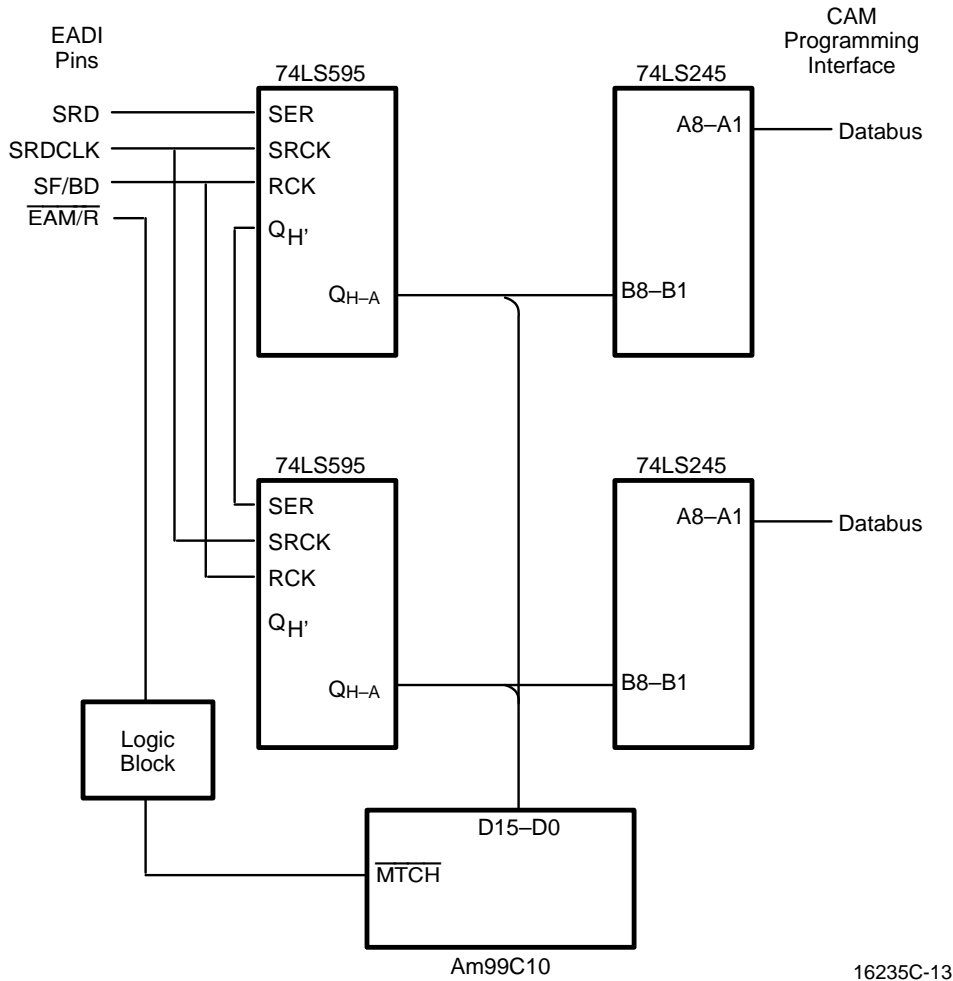 EADI
Pins
CAM
Programming
Interface
74LS595
74LS245
SRD
SRDCLK
SF/BD
EAM/R
SER
SRCK
RCK
QH'
QH–A
A8–A1
Databus
B8–B1
74LS595
74LS245
SER
SRCK
RCK
QH'
QH–A
A8–A1
Databus
B8–B1
Logic
Block
D15–D0
MTCH
Am99C10
16235C-13